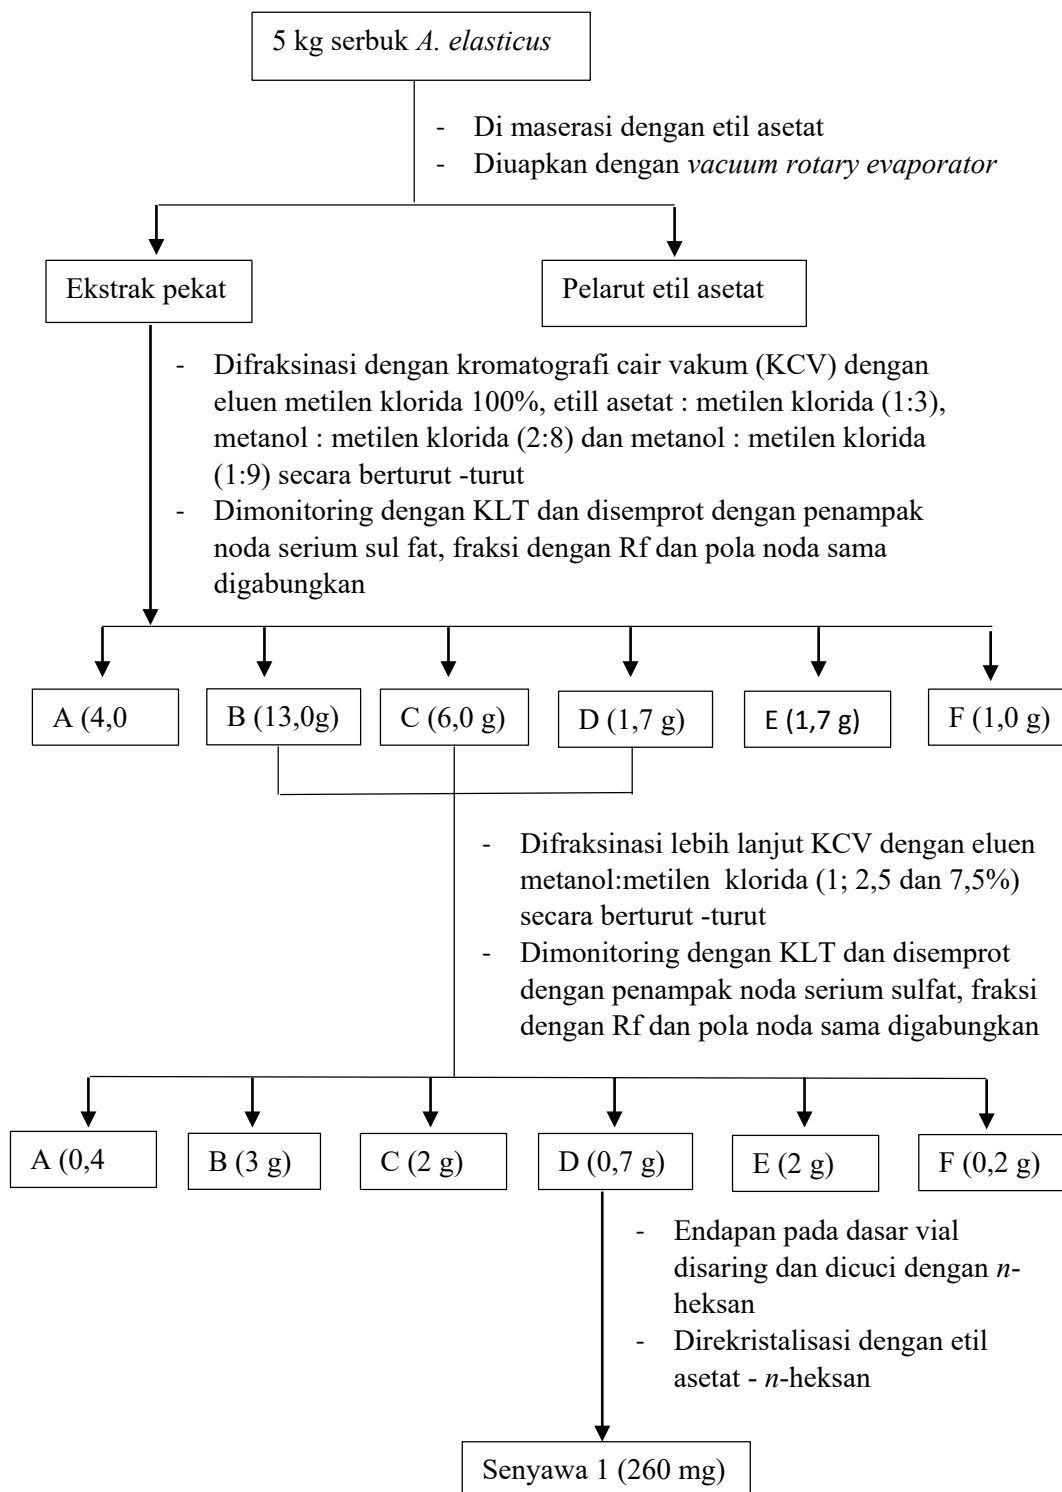 5 kg serbuk A. elasticus
- Di maserasi dengan etil asetat
- Diuapkan dengan vacuum rotary evaporator
Ekstrak pekat
Pelarut etil asetat
- Difraksinasi dengan kromatografi cair vakum (KCV) dengan
eluen metilen klorida 100%, etill asetat : metilen klorida (1:3),
metanol : metilen klorida (2:8) dan metanol : metilen klorida
(1:9) secara berturut -turut
- Dimonitoring dengan KLT dan disemprot dengan penampak
noda serium sul fat, fraksi dengan Rf dan pola noda sama
digabungkan
A (4,0
B (13,0g)
C (6,0 g)
D (1,7 g)
E (1,7 g)
F (1,0 g)
- Difraksinasi lebih lanjut KCV dengan eluen
metanol:metilen klorida (1; 2,5 dan 7,5%)
secara berturut -turut
- Dimonitoring dengan KLT dan disemprot
dengan penampak noda serium sulfat, fraksi
dengan Rf dan pola noda sama digabungkan
A (0,4
B (3 g)
C (2 g)
D (0,7 g)
E (2 g)
F (0,2 g)
- Endapan pada dasar vial
disaring dan dicuci dengan n-
heksan
- Direkristalisasi dengan etil
asetat - n-heksan
Senyawa 1 (260 mg)